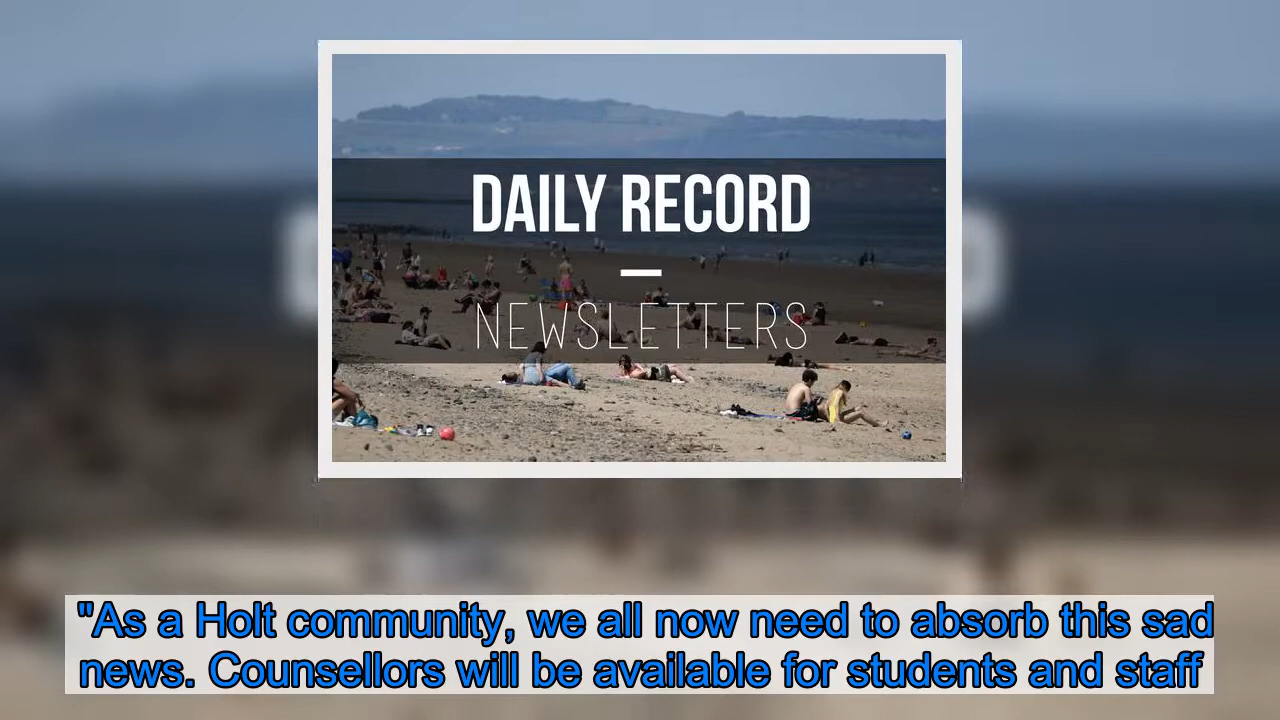 DAILY RECORD
NEWSLETTERS
"As a Holt community, we all now need to absorb this sad
news. Counsellors will be available for students and staff